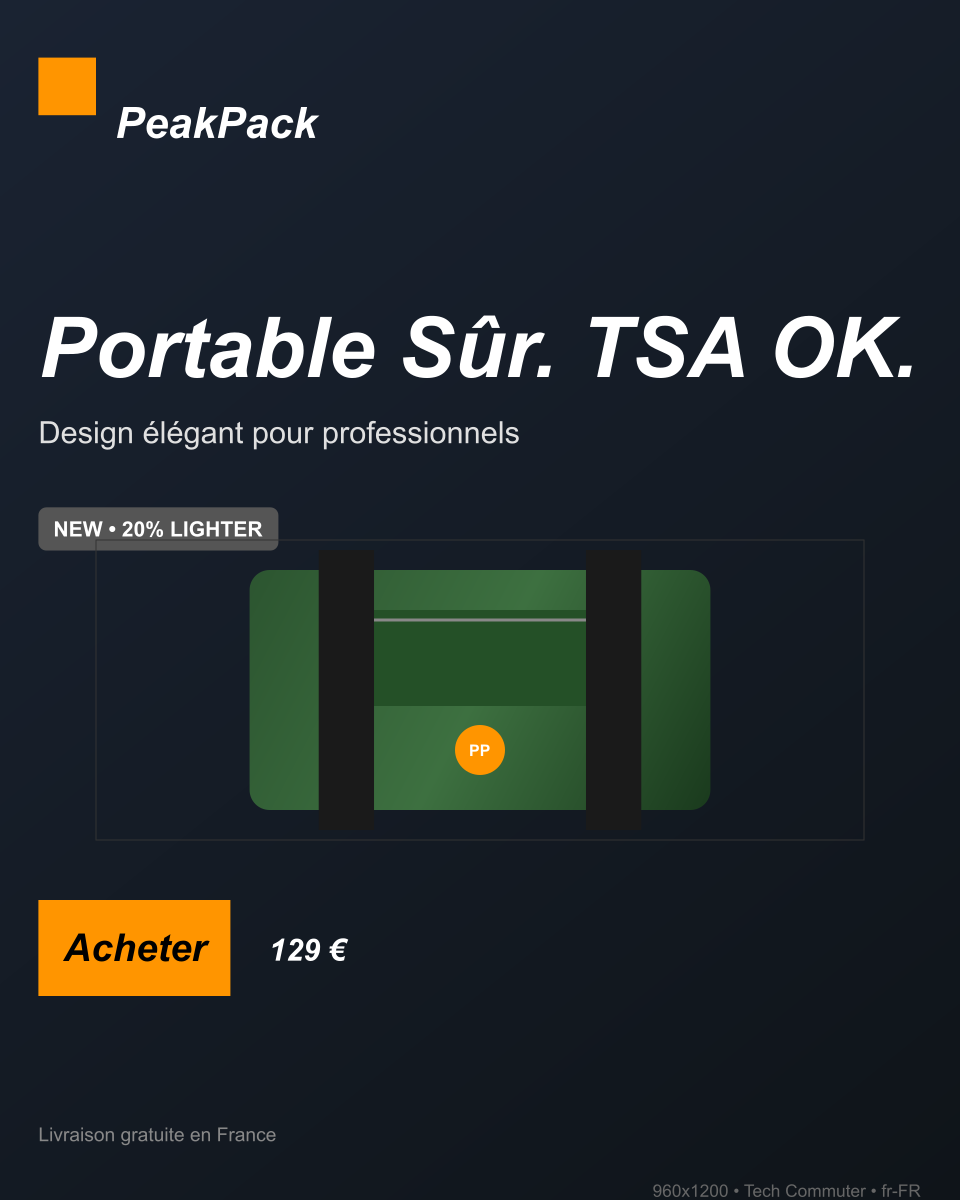 PeakPack
Portable Sûr. TSA OK.
Design élégant pour professionnels
NEW • 20% LIGHTER
PP
Acheter
129 €
Livraison gratuite en France
960x1200 • Tech Commuter • fr-FR